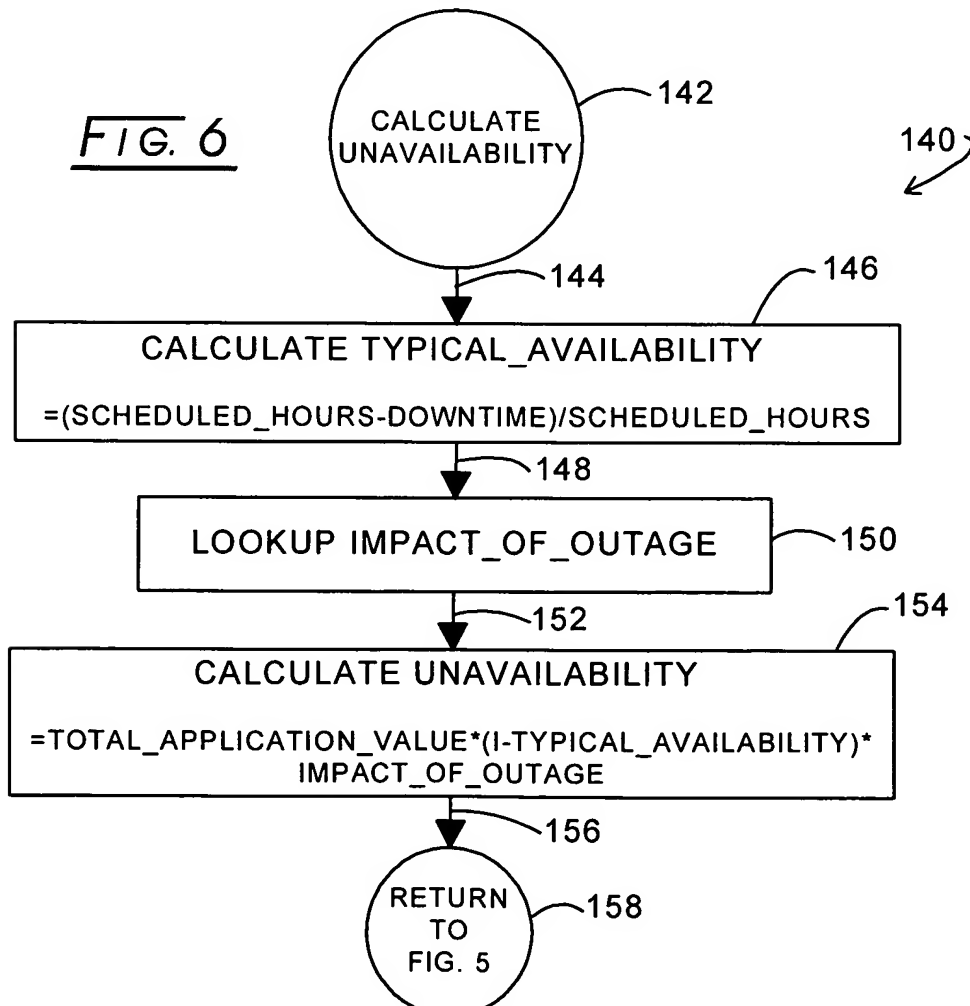 FIG. 6
CALCULATE
UNAVAILABILITY
142
140
144
146
CALCULATE TYPICAL_AVAILABILITY
=(SCHEDULED_HOURS-DOWNTIME)/SCHEDULED_HOURS
148
LOOKUP IMPACT_OF_OUTAGE
150
152
154
CALCULATE UNAVAILABILITY
=TOTAL_APPLICATION_VALUE*(I-TYPICAL_AVAILABILITY)*
IMPACT_OF_OUTAGE
156
RETURN
TO
FIG. 5
158